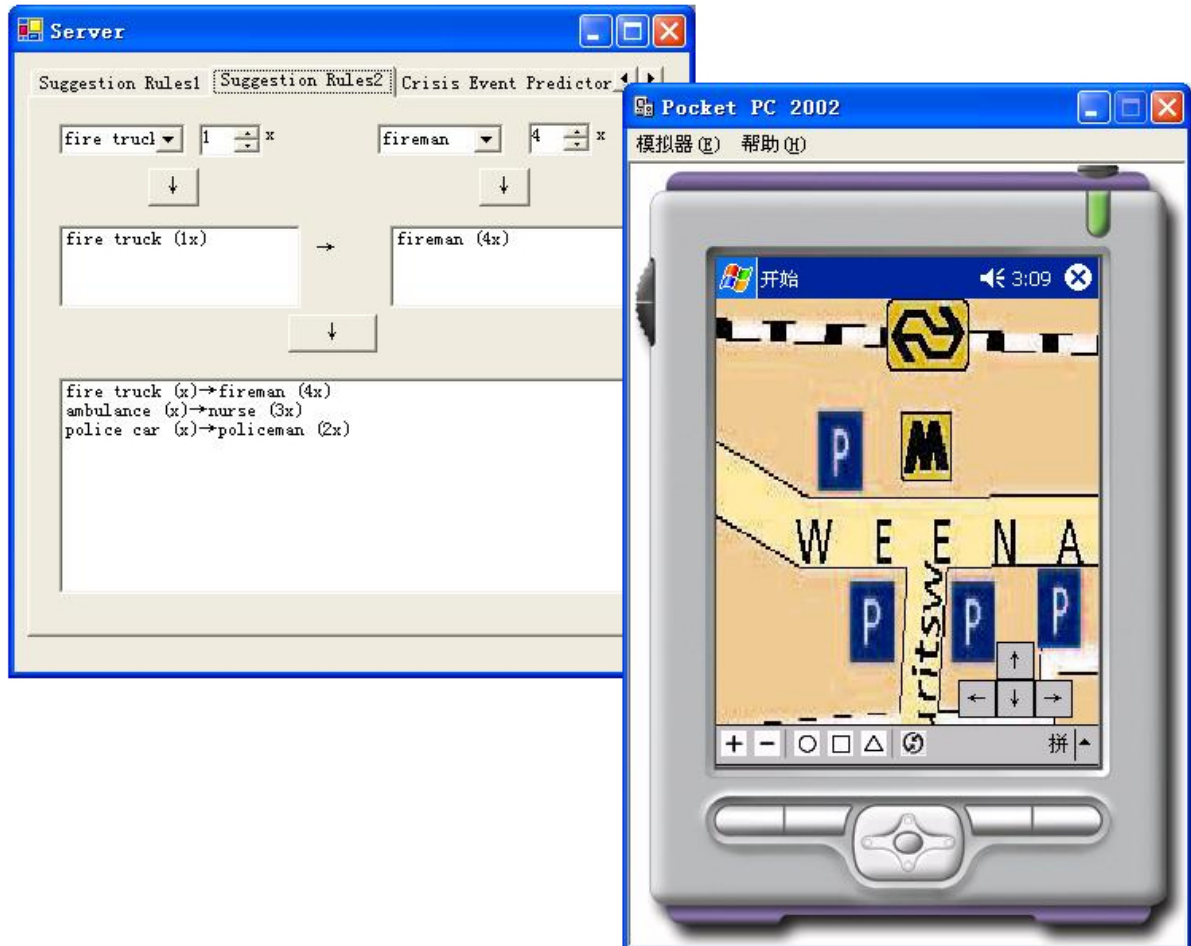 Server
Suggestion Rules1 Suggestion Rules2 Crisis Event Predictor
fire truc 1 x fireman 4 x
↓ ↓
fire truck (1x) → fireman (4x)
↓
fire truck (x)→fireman (4x)
ambulance (x)→nurse (3x)
police car (x)→policeman (2x)
Pocket PC 2002
模拟器(E) 帮助(H)
开始 3:09
M
P
W E E N A
ritsw
P P P
↑
← ↓ →
+ - 拼